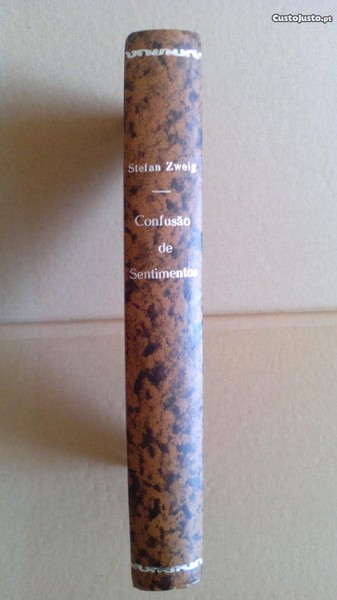 CustoJusto.pt
Stefan Zweig
Confusão
de
Sentimentos